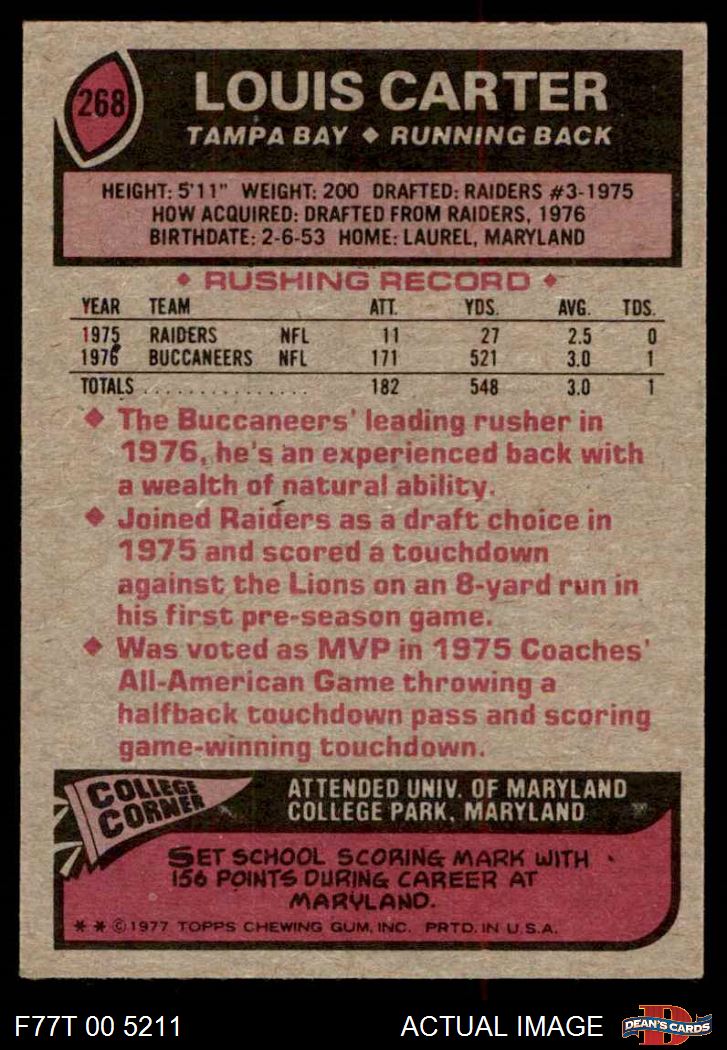 268
LOUIS CARTER
TAMPA BAY ◆ RUNNING BACK
HEIGHT: 5'11" WEIGHT: 200 DRAFTED: RAIDERS #3-1975
HOW ACQUIRED: DRAFTED FROM RAIDERS, 1976
BIRTHDATE: 2-6-53 HOME: LAUREL, MARYLAND
◆ RUSHING RECORD ◆
YEAR TEAM ATT. YDS. AVG. TDS.
1975 RAIDERS NFL 11 27 2.5 0
1976 BUCCANEERS NFL 171 521 3.0 1
TOTALS ............... 182 548 3.0 1
◆ The Buccaneers' leading rusher in
1976, he's an experienced back with
a wealth of natural ability.
◆ Joined Raiders as a draft choice in
1975 and scored a touchdown
against the Lions on an 8-yard run in
his first pre-season game.
◆ Was voted as MVP in 1975 Coaches'
All-American Game throwing a
halfback touchdown pass and scoring
game-winning touchdown.
COLLEGE
CORNER
ATTENDED UNIV. OF MARYLAND
COLLEGE PARK, MARYLAND
SET SCHOOL SCORING MARK WITH
156 POINTS DURING CAREER AT
MARYLAND.
** © 1977 TOPPS CHEWING GUM, INC. PRTD. IN U.S.A.
F77T 00 5211 ACTUAL IMAGE
D
DEAN'S CARDS